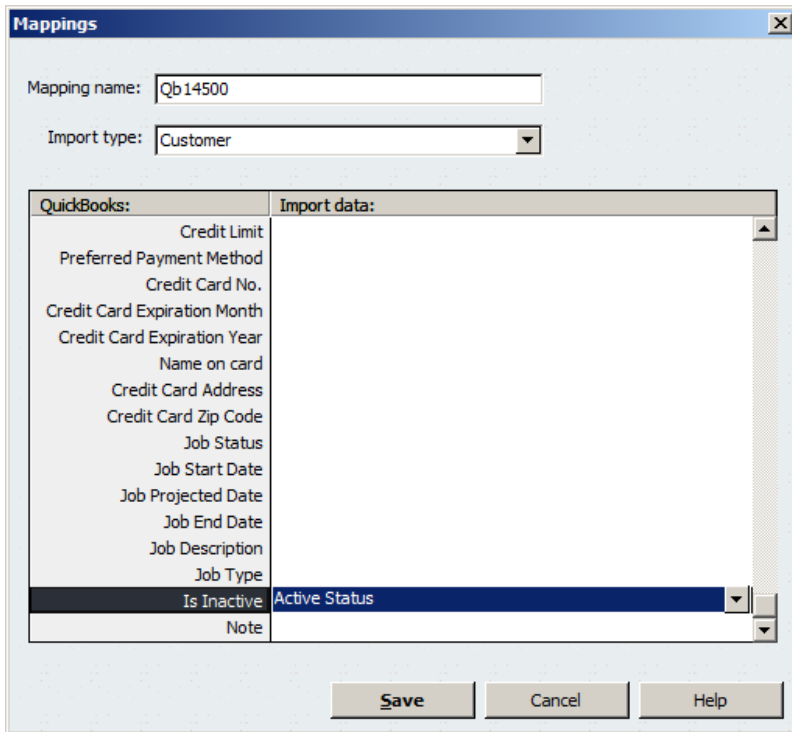 Mappings
Mapping name: Qb14500
Import type: Customer
QuickBooks: Import data:
Credit Limit
Preferred Payment Method
Credit Card No.
Credit Card Expiration Month
Credit Card Expiration Year
Name on card
Credit Card Address
Credit Card Zip Code
Job Status
Job Start Date
Job Projected Date
Job End Date
Job Description
Job Type
Is Inactive Active Status
Note
Save Cancel Help